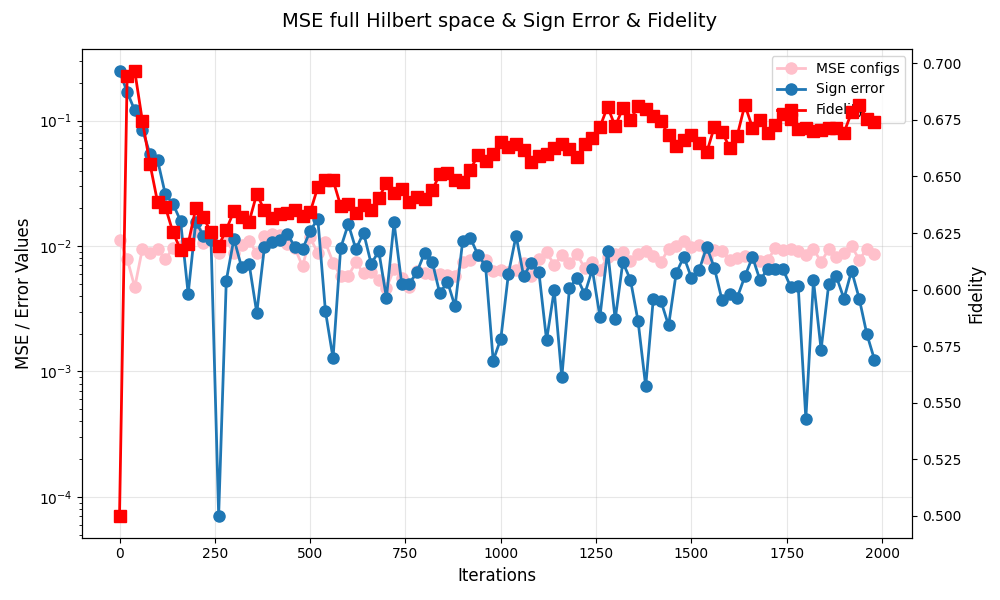 MSE full Hilbert space & Sign Error & Fidelity
MSE configs
Sign error
Fidelity
MSE / Error Values
10⁻¹
10⁻²
10⁻³
10⁻⁴
0.700
0.675
0.650
0.625
0.600
0.575
0.550
0.525
0.500
Fidelity
0 250 500 750 1000 1250 1500 1750 2000
Iterations